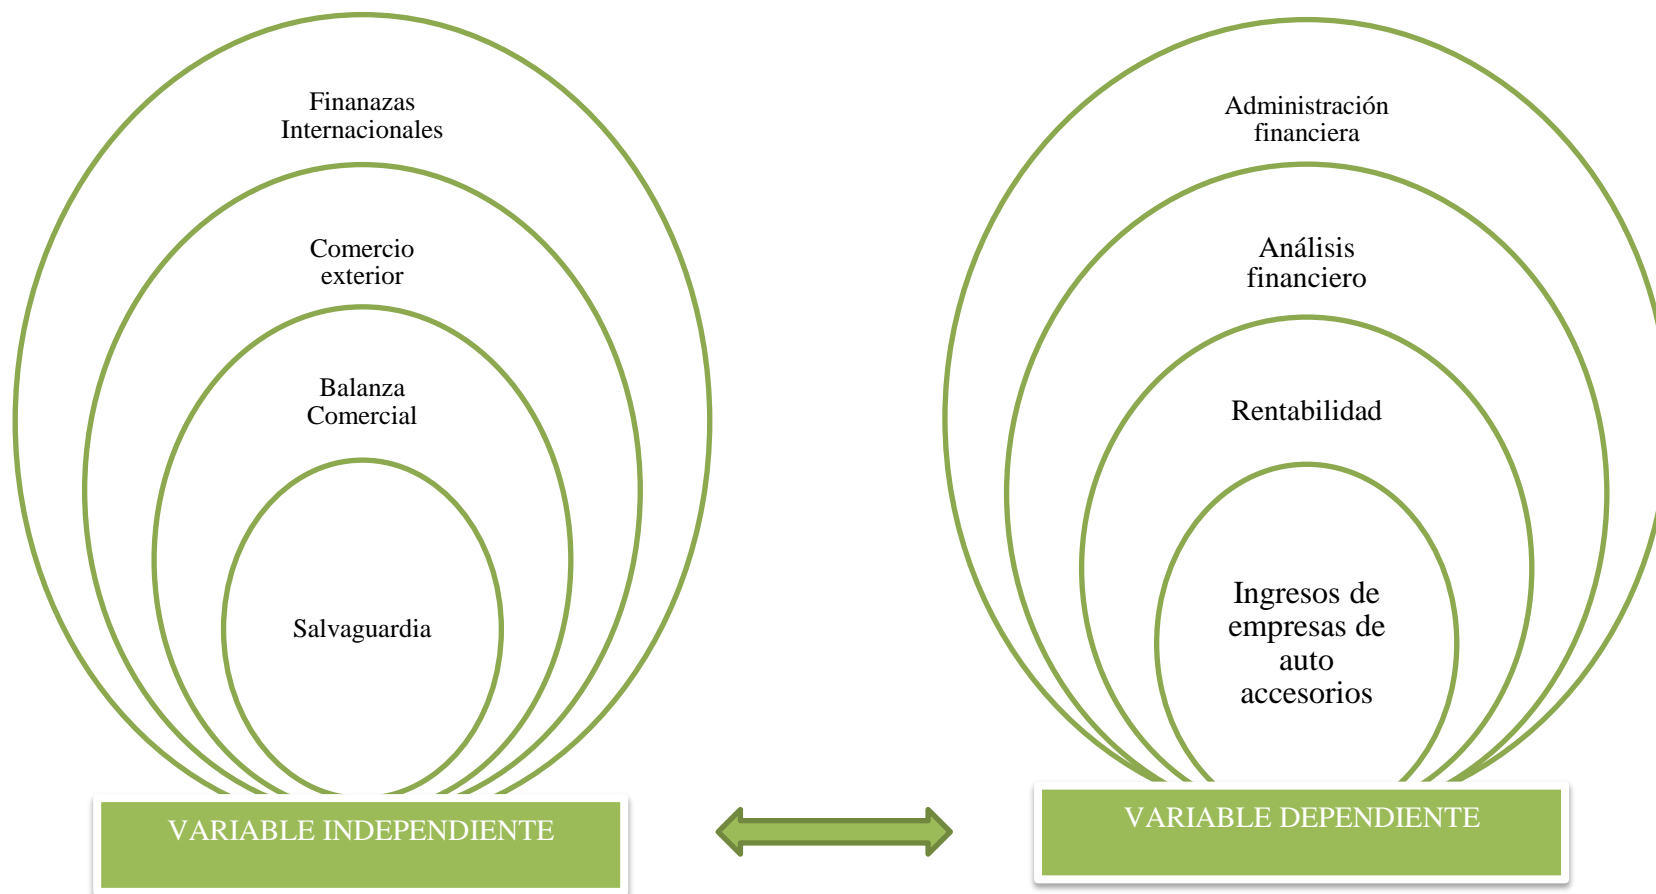 Finanazas
Internacionales
Comercio
exterior
Balanza
Comercial
Salvaguardia
VARIABLE INDEPENDIENTE
Administración
financiera
Análisis
financiero
Rentabilidad
Ingresos de
empresas de
auto
accesorios
VARIABLE DEPENDIENTE